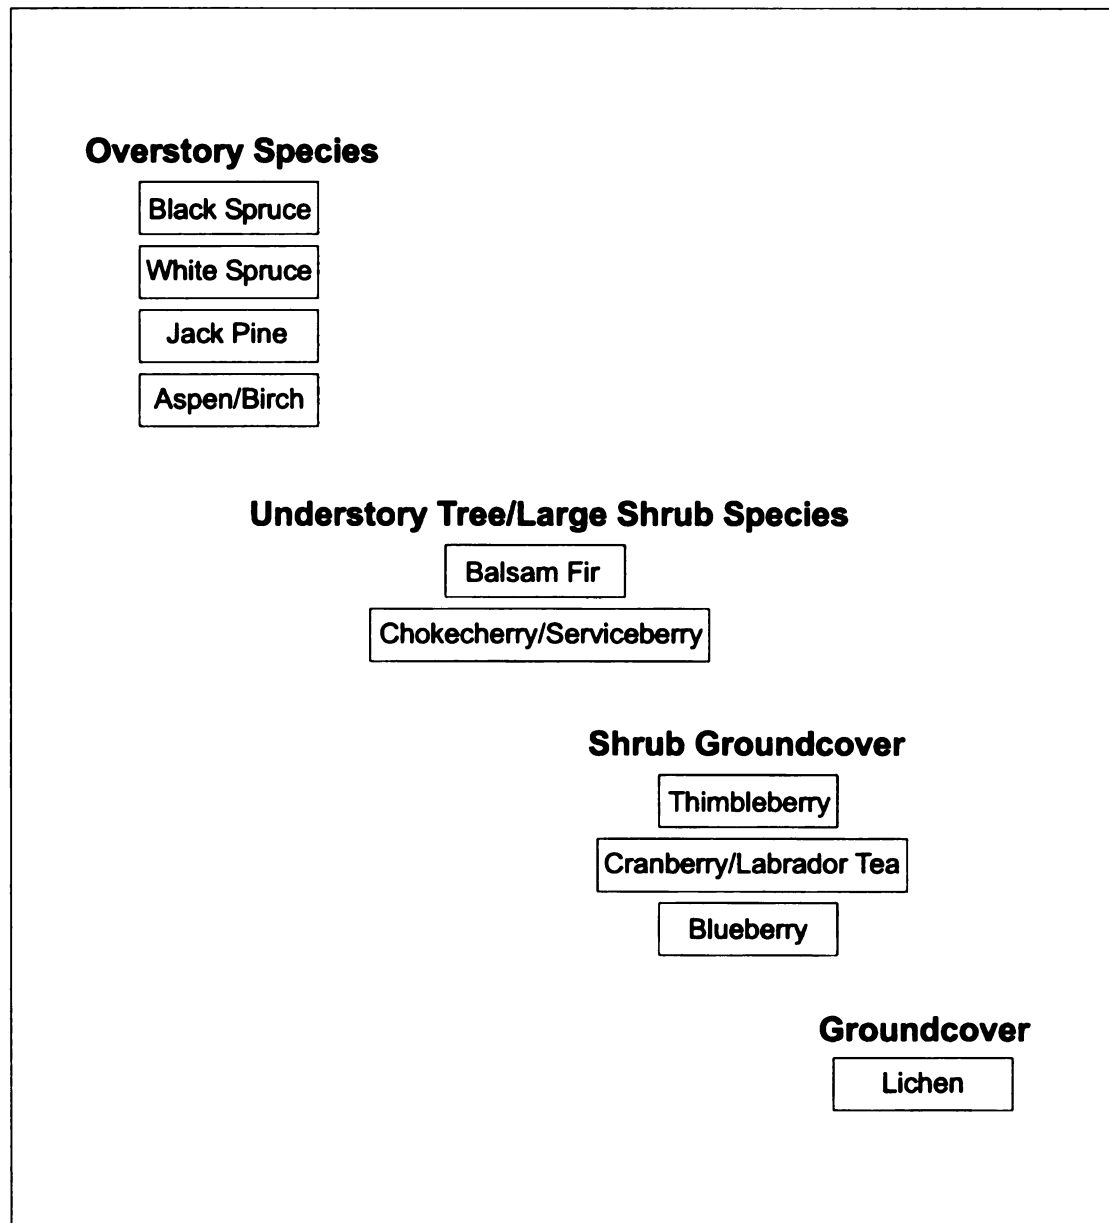 Overstory Species
Black Spruce
White Spruce
Jack Pine
Aspen/Birch
Understory Tree/Large Shrub Species
Balsam Fir
Chokecherry/Serviceberry
Shrub Groundcover
Thimbleberry
Cranberry/Labrador Tea
Blueberry
Groundcover
Lichen